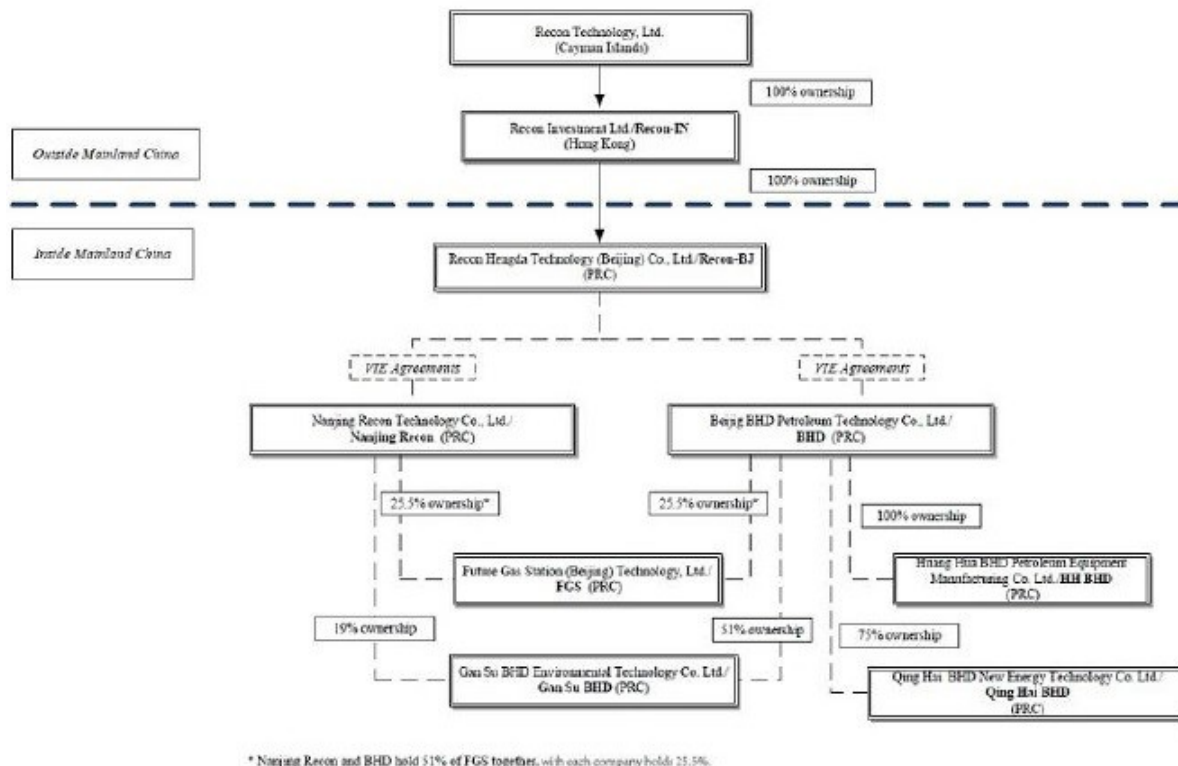 Recon Technology, Ltd.
(Cayman Islands)
100% ownership
Recon Investment Ltd./Recon-IN
(Hong Kong)
Outside Mainland China
100% ownership
Inside Mainland China
Recon Hengda Technology (Beijing) Co., Ltd./Recon-BJ
(PRC)
VIE Agreements
VIE Agreements
Nanjing Recon Technology Co., Ltd./
Nanjing Recon (PRC)
Beijig BHD Petroleum Technology Co., Ltd./
BHD (PRC)
25.5% ownership*
25.5% ownership*
100% ownership
Future Gas Station (Beijing) Technology, Ltd./
FGS (PRC)
Huang Hua BHD Petroleum Equipment
Manufacturing Co. Ltd./HH BHD
(PRC)
19% ownership
51% ownership
75% ownership
Gan Su BHD Environmental Technology Co. Ltd/
Gan Su BHD (PRC)
Qing Hai BHD New Energy Technology Co. Ltd./
Qing Hai BHD
(PRC)
* Nanjing Recon and BHD hold 51% of FGS together, with each company holds 25.5%.